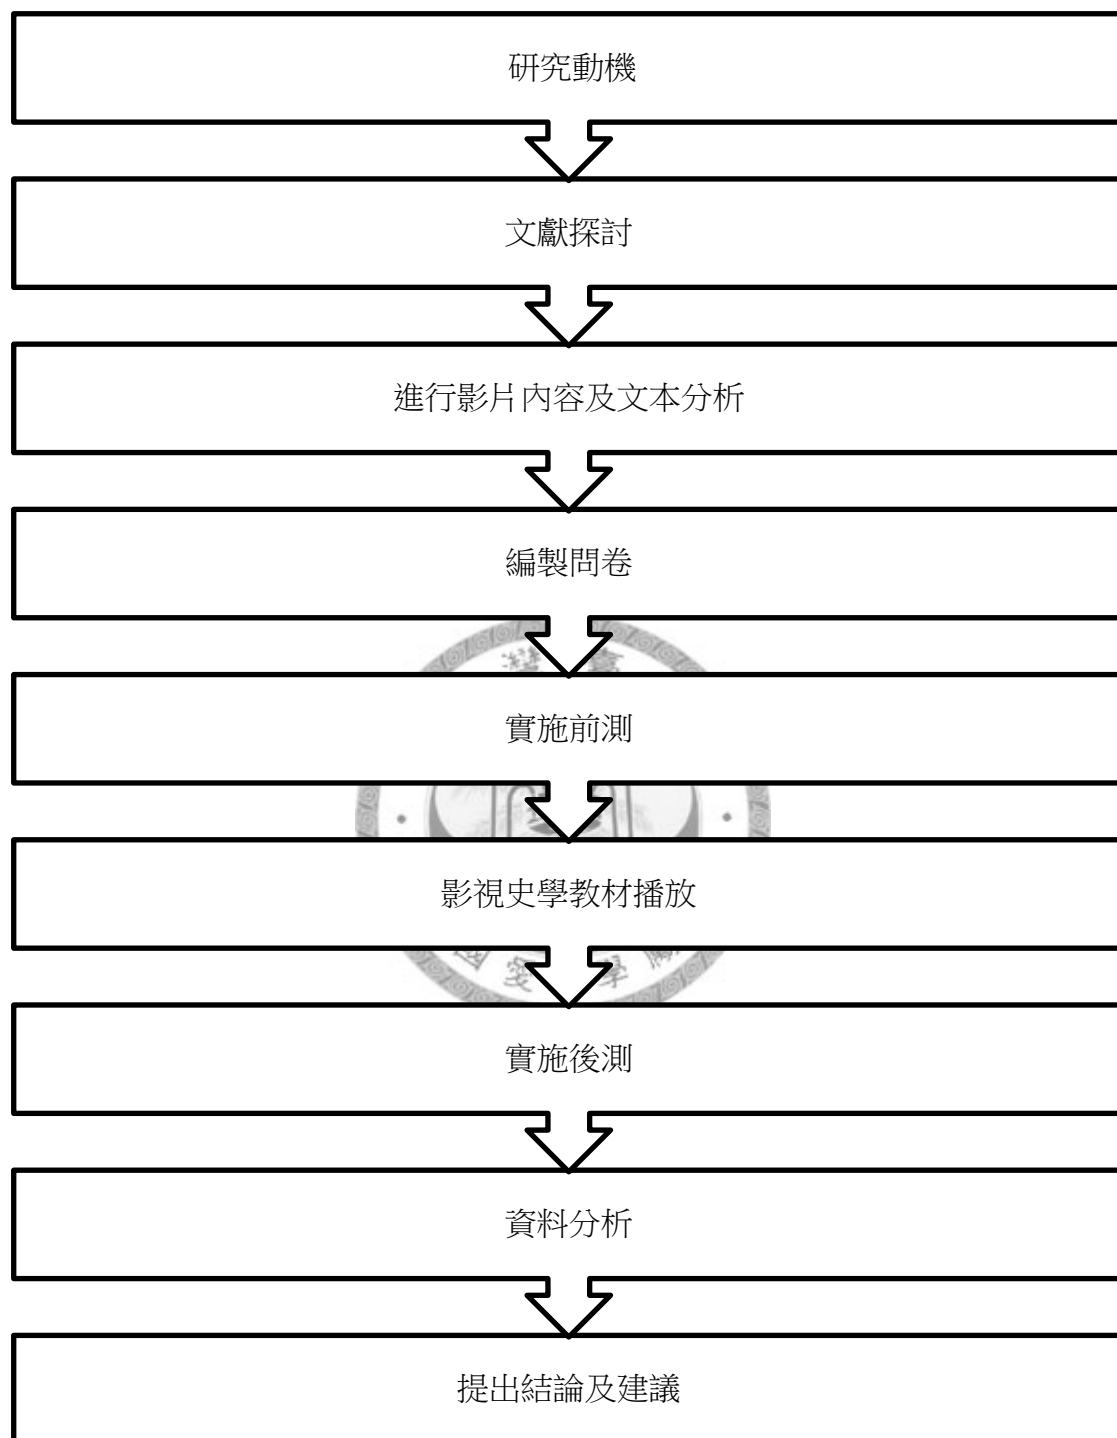 研究動機
文獻探討
進行影片內容及文本分析
編製問卷
實施前測
影視史學教材播放
實施後測
資料分析
提出結論及建議